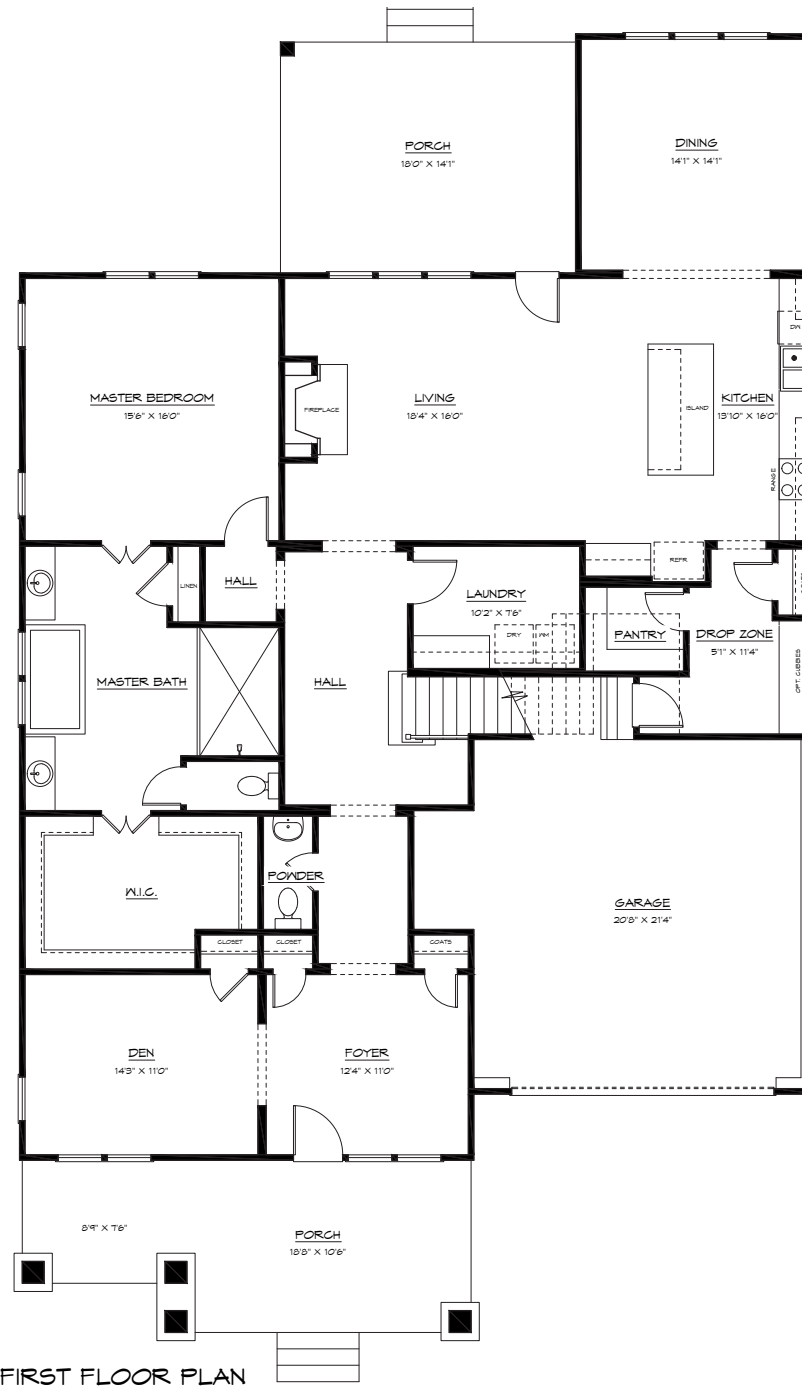 PORCH
18'0" X 14'1"
DINING
14'1" X 14'1"
DW
MASTER BEDROOM
15'6" X 16'0"
FIREPLACE
LIVING
18'4" X 16'0"
ISLAND
KITCHEN
13'10" X 16'0"
RANGE
LINEN
HALL
LAUNDRY
10'2" X 7'6"
DRY
WM
REFR
PANTRY
DROP ZONE
5'1" X 11'4"
OPT. CUBBIES
MASTER BATH
HALL
W.I.C.
POWDER
GARAGE
20'8" X 21'4"
CLOSET
CLOSET
COATS
DEN
14'3" X 11'0"
FOYER
12'4" X 11'0"
8'9" X 7'6"
PORCH
18'8" X 10'6"
FIRST FLOOR PLAN